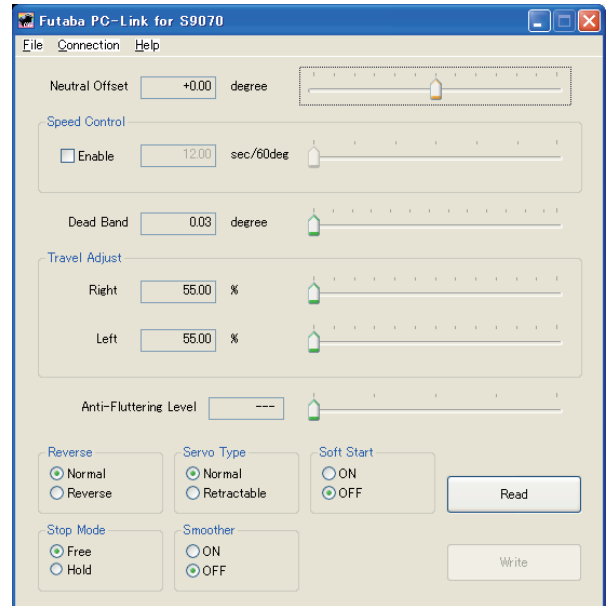 Futaba PC-Link for S9070
File Connection Help
Neutral Offset +0.00 degree
Speed Control
Enable 12.00 sec/60deg
Dead Band 0.03 degree
Travel Adjust
Right 55.00 %
Left 55.00 %
Anti-Fluttering Level ---
Reverse Servo Type Soft Start
Normal Normal ON
Reverse Retractable OFF Read
Stop Mode Smoother
Free ON
Hold OFF Write